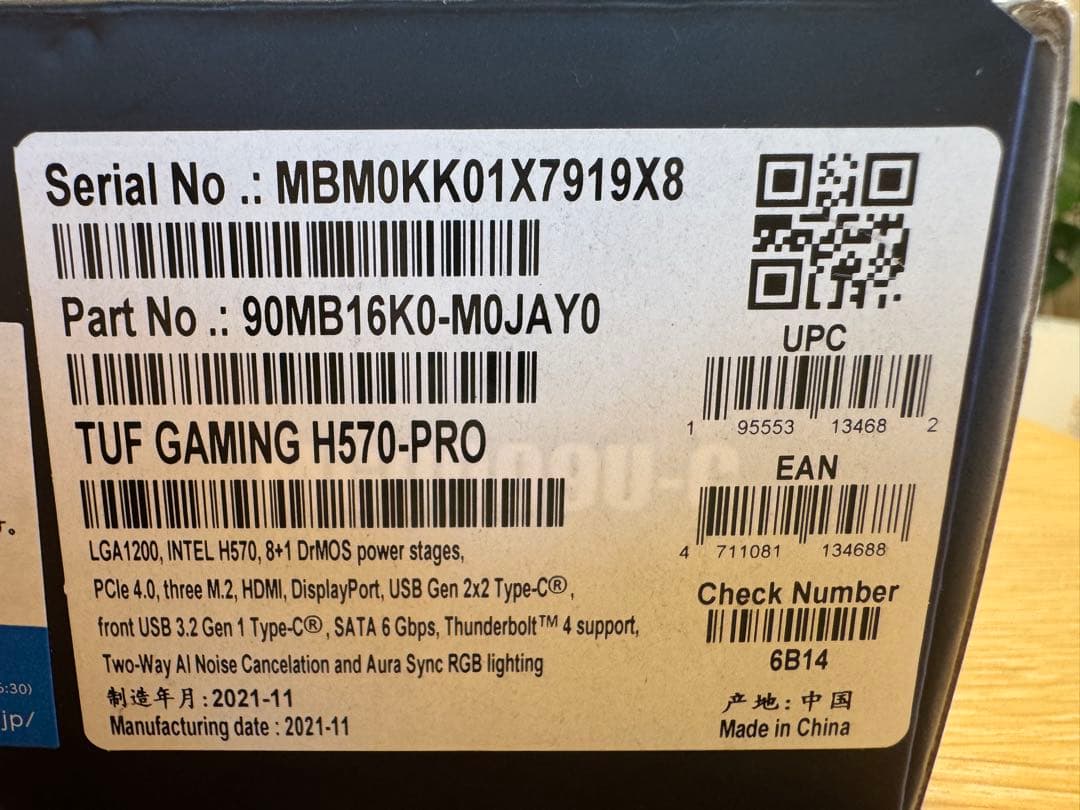 Serial No .: MBM0KK01X7919X8
Part No .: 90MB16K0-M0JAY0
TUF GAMING H570-PRO
LGA1200, INTEL H570, 8+1 DrMOS power stages,
PCIe 4.0, three M.2, HDMI, DisplayPort, USB Gen 2x2 Type-C®,
front USB 3.2 Gen 1 Type-C®, SATA 6 Gbps, Thunderbolt™ 4 support,
Two-Way AI Noise Cancelation and Aura Sync RGB lighting
制造年月:2021-11
Manufacturing date : 2021-11
UPC
1 95553 13468 2
EAN
4 711081 134688
Check Number
6B14
产地:中国
Made in China
す。
6:30)
jp/